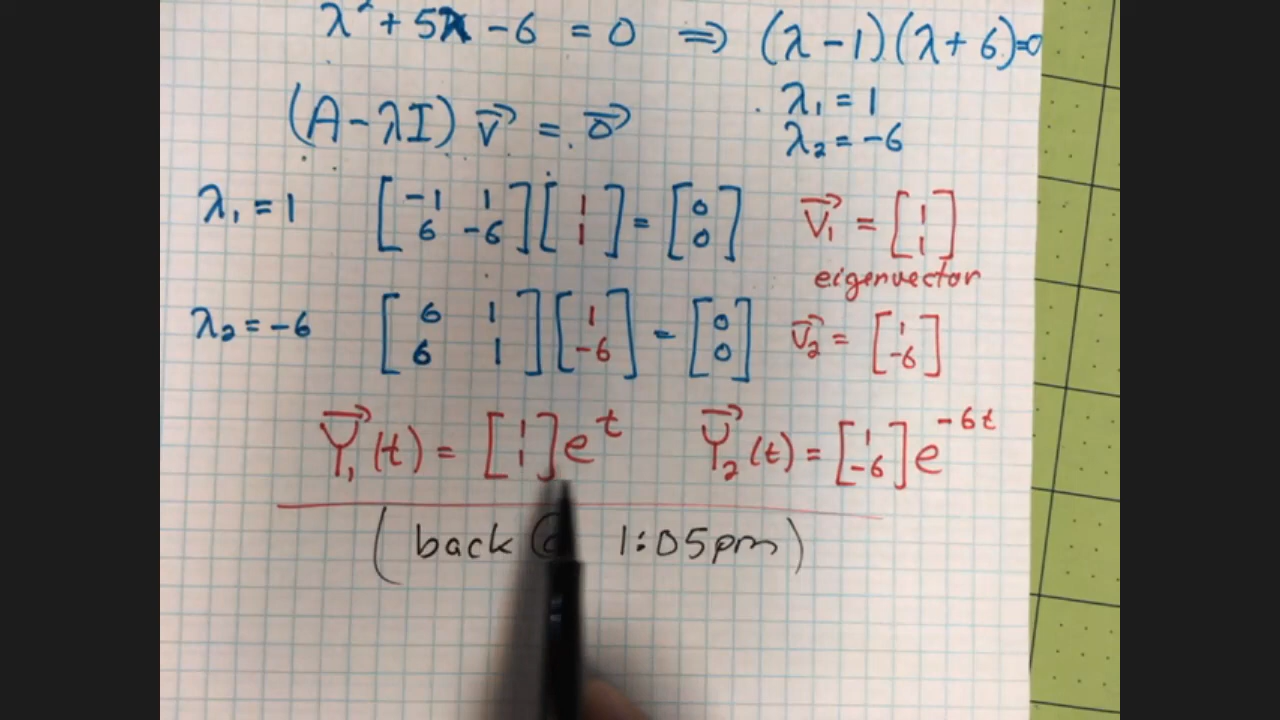 λ² + 5λ - 6 = 0 ⇒ (λ - 1)(λ + 6)=0
(A - λI) v⃗ = 0⃗
λ₁ = 1
λ₂ = -6
λ₁ = 1 [-1 1; 6 -6] [1; 1] = [0; 0] v⃗₁ = [1; 1]
eigenvector
λ₂ = -6 [6 1; 6 1] [1; -6] = [0; 0] v⃗₂ = [1; -6]
Y⃗₁(t) = [1; 1] eᵗ Y⃗₂(t) = [1; -6] e⁻⁶ᵗ
(back @ 1:05pm)